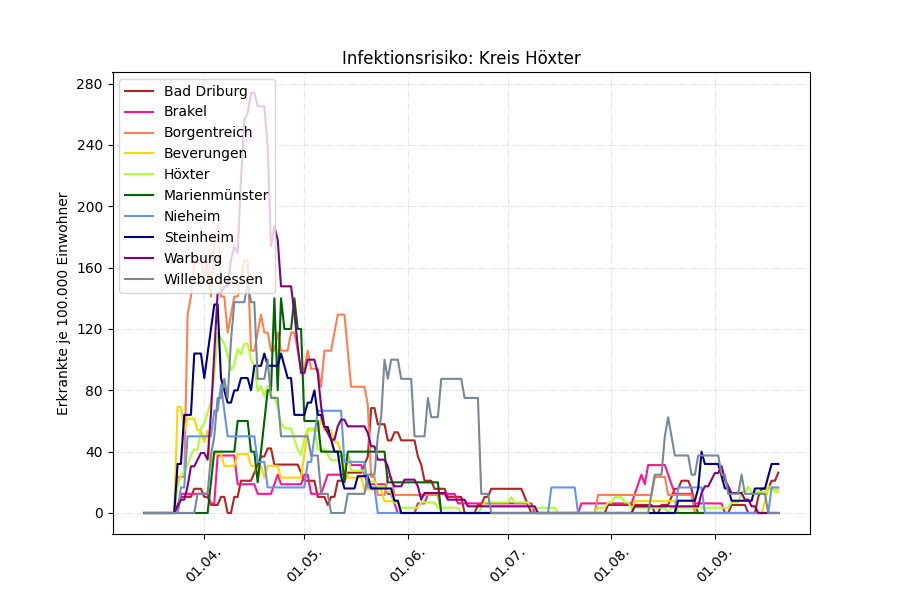 Infektionsrisiko: Kreis Höxter
Erkrankte je 100.000 Einwohner
280
240
200
160
120
80
40
0
Bad Driburg
Brakel
Borgentreich
Beverungen
Höxter
Marienmünster
Nieheim
Steinheim
Warburg
Willebadessen
01.04.
01.05.
01.06.
01.07.
01.08.
01.09.